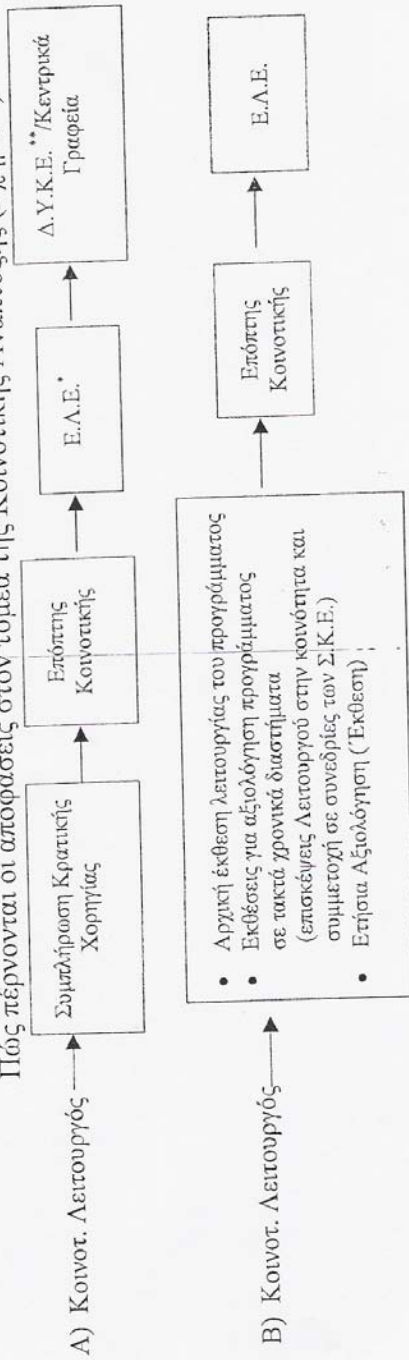 Πώς πέρνονται οι αποφάσεις στον τομέα της Κοινοτικής
Α) Κοινοτ. Λειτουργός
Συμπλήρωση Κρατικής
Χορηγίας
Επόπτης
Κοινοτικής
Ε.Λ.Ε.*
Δ.Υ.Κ.Ε.**/Κεντρικά
Γραφεία
Β) Κοινοτ. Λειτουργός
• Αρχική έκθεση λειτουργίας του προγράμματος
• Εκθέσεις για αξιολόγηση προγράμματος
σε τακτά χρονικά διαστήματα
(επισκέψεις Λειτουργού στην κοινότητα και
συμμετοχή σε συνεδρίες των Σ.Κ.Ε.)
• Ετήσια Αξιολόγηση (Έκθεση)
Επόπτης
Κοινοτικής
Ε.Λ.Ε.